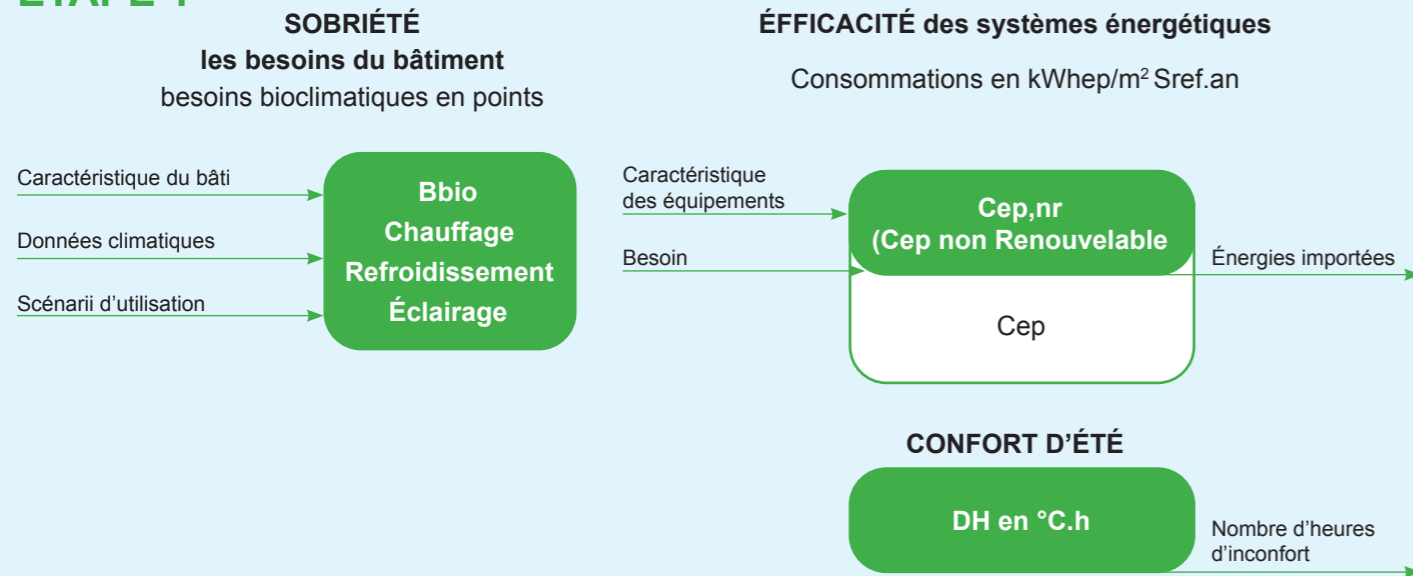 SOBRIÉTÉ
les besoins du bâtiment
besoins bioclimatiques en points
Caractéristique du bâti
Données climatiques
Scénarii d’utilisation
Bbio
Chauffage
Refroidissement
Éclairage
ÉFFICACITÉ des systèmes énergétiques
Consommations en kWhep/m² Sref.an
Caractéristique
des équipements
Besoin
Cep,nr
(Cep non Renouvelable
Cep
Énergies importées
CONFORT D’ÉTÉ
DH en °C.h
Nombre d’heures
d’inconfort